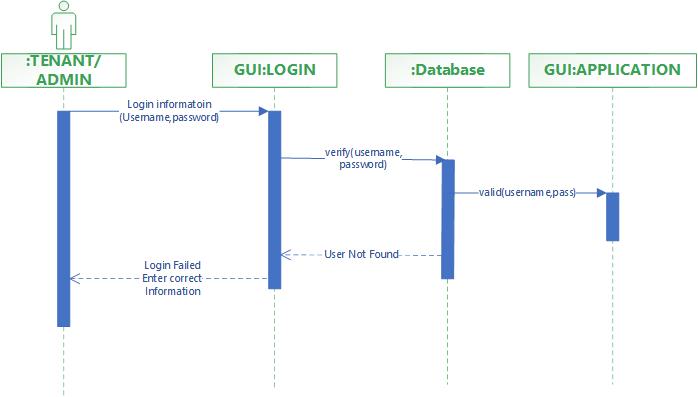 :TENANT/
ADMIN
GUI:LOGIN
:Database
GUI:APPLICATION
Login informatoin
(Username,password)
verify(username,
password)
valid(username,pass)
User Not Found
Login Failed
Enter correct
Information